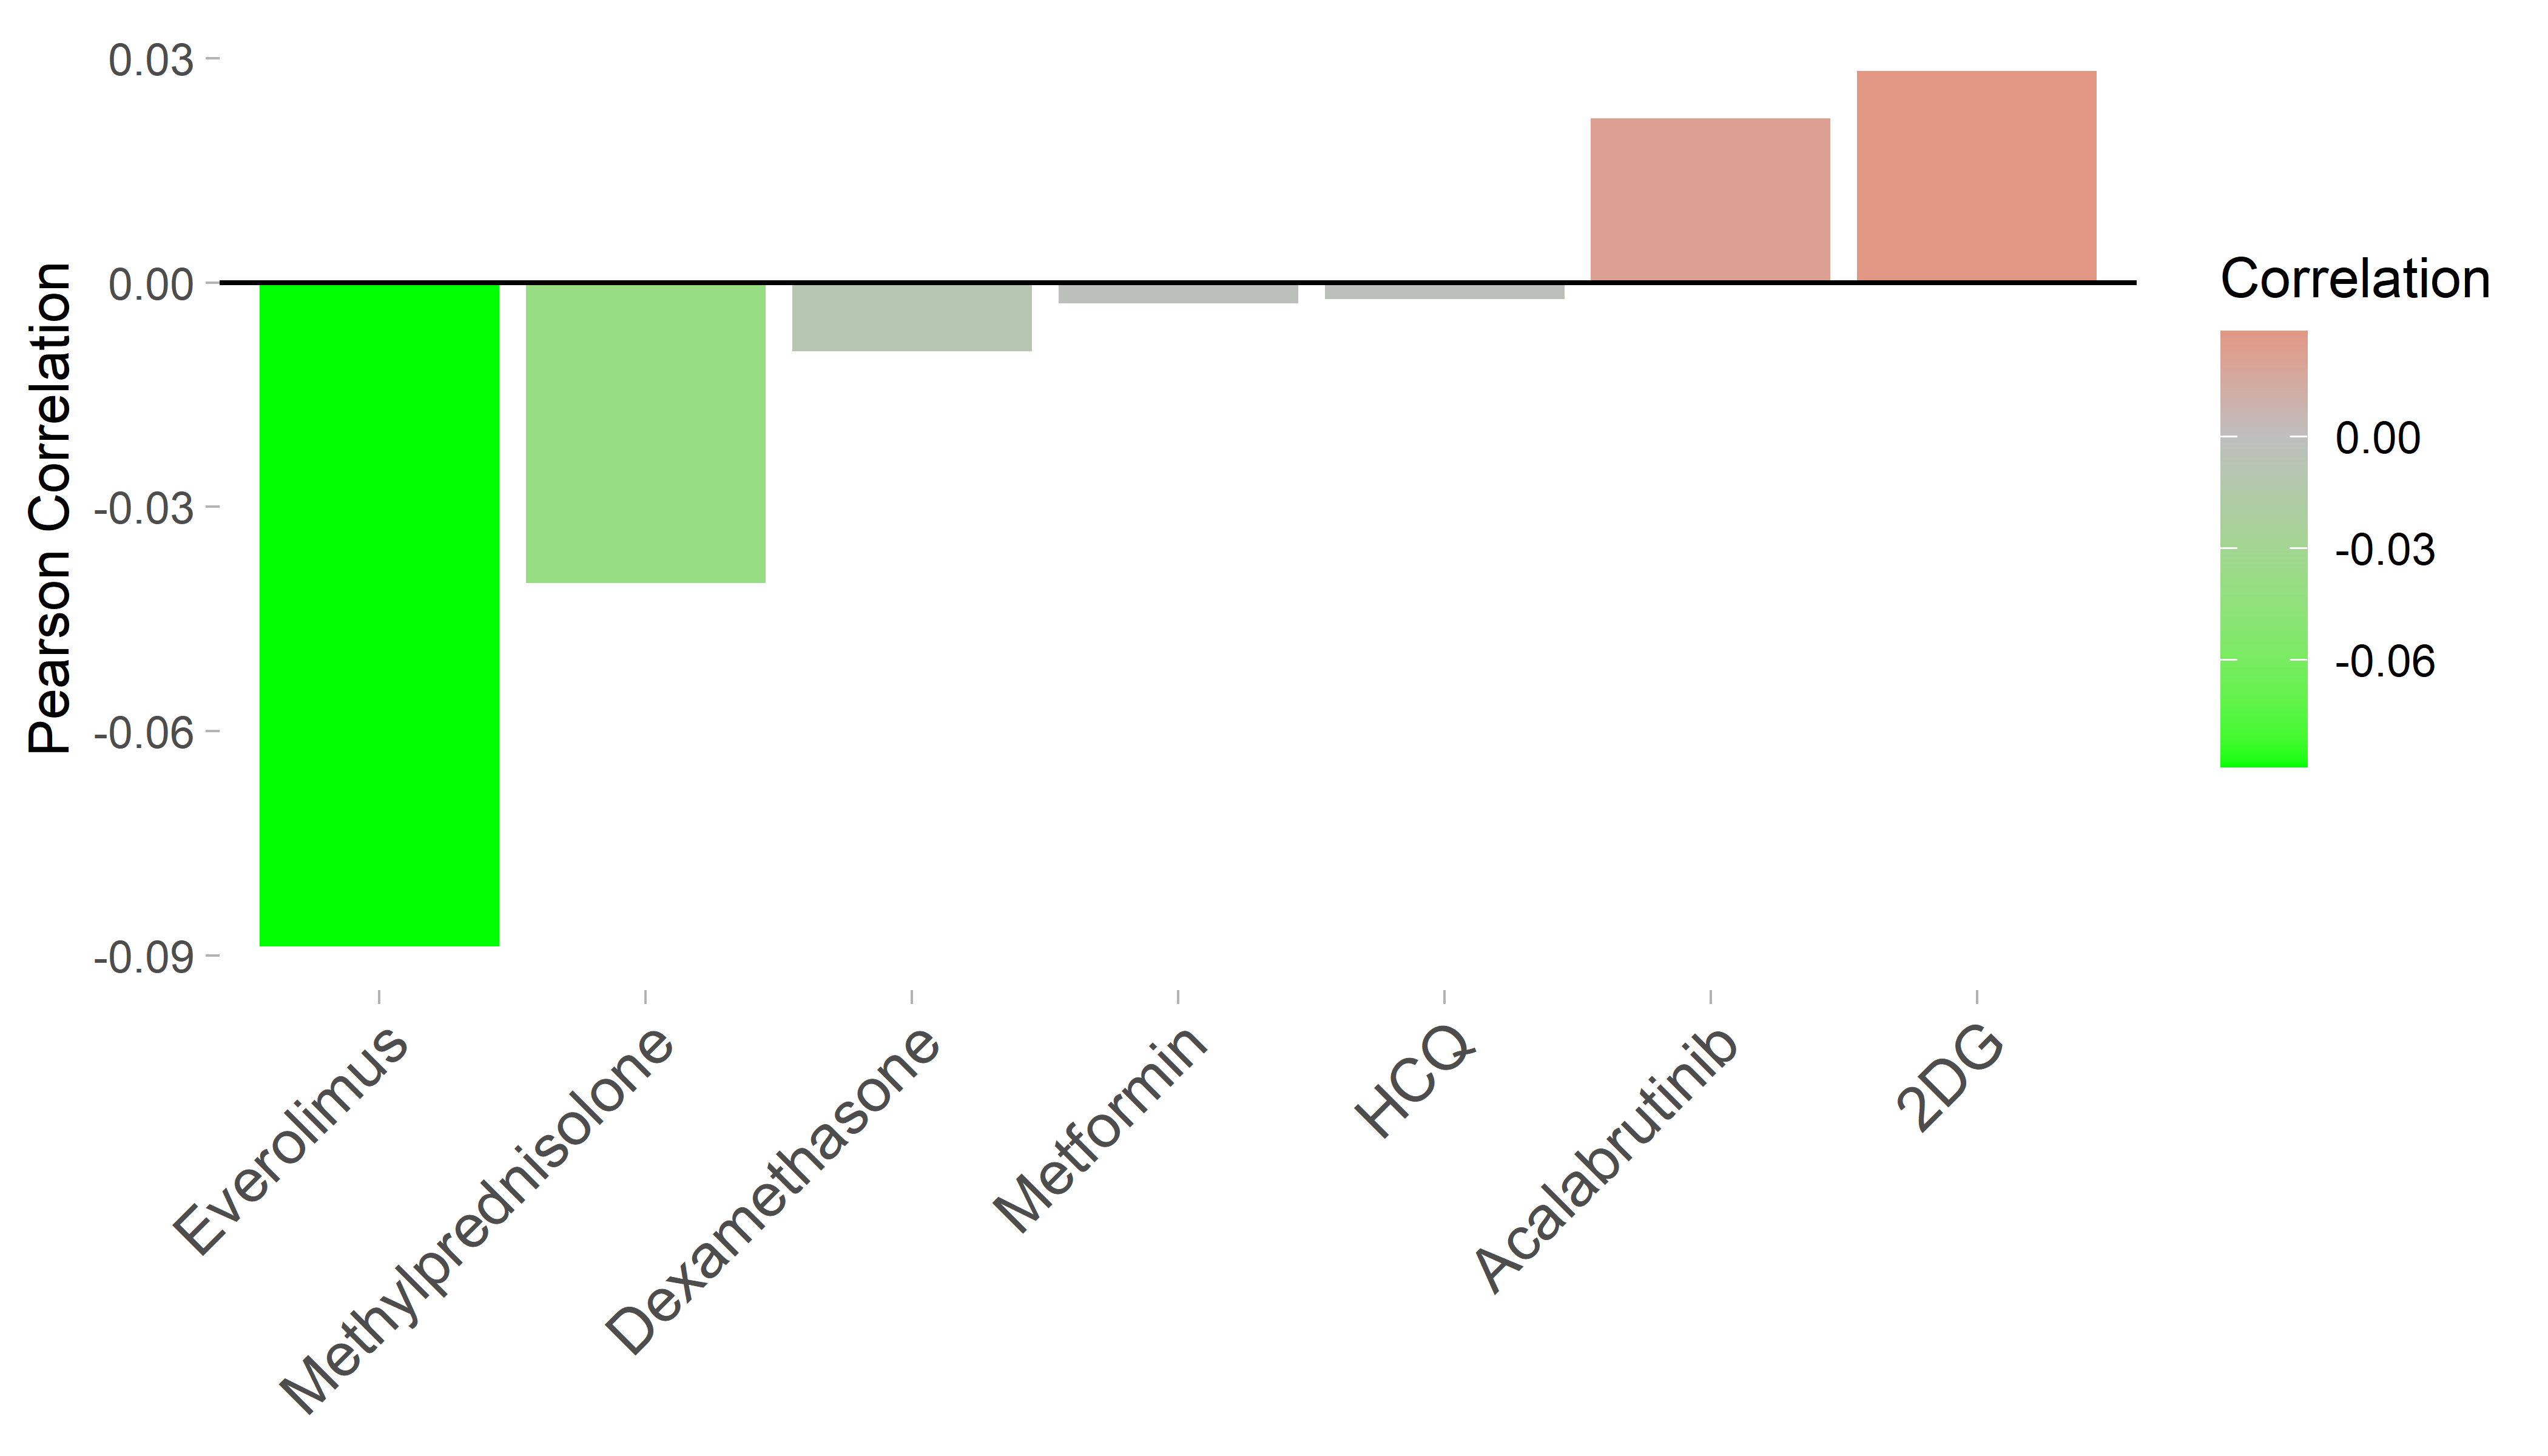 Pearson Correlation
0.03
0.00
-0.03
-0.06
-0.09
Everolimus
Methylprednisolone
Dexamethasone
Metformin
HCQ
Acalabrutinib
2DG
Correlation
0.00
-0.03
-0.06